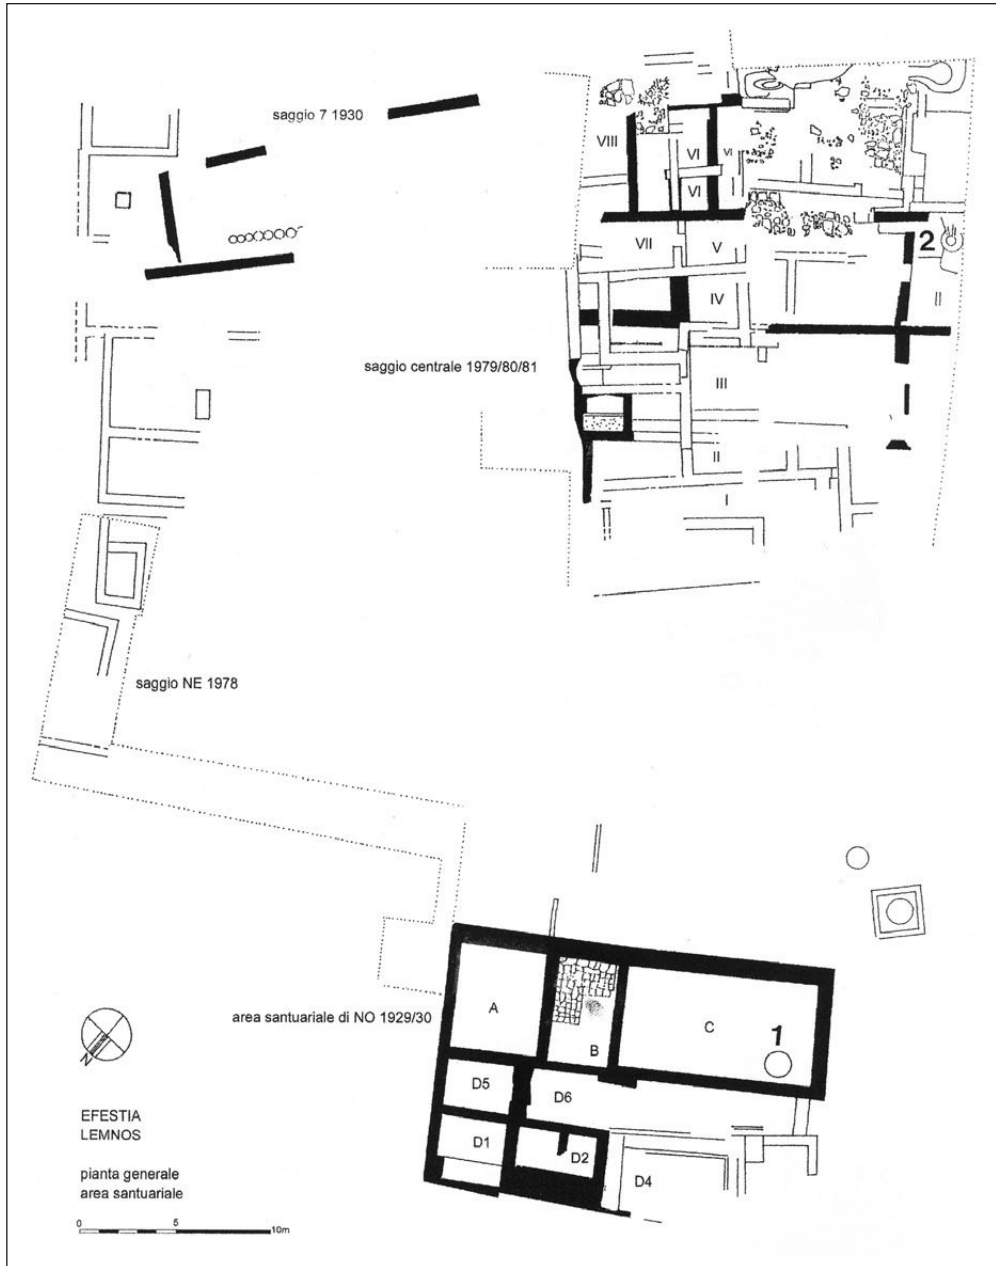 saggio 7 1930
VIII
VI
VI
VI
2
VII
V
IV
II
saggio centrale 1979/80/81
III
II
I
saggio NE 1978
area santuariale di NO 1929/30
A
B
C
1
D5
D6
D1
D2
D4
N
EFESTIA
LEMNOS
pianta generale
area santuariale
0 5 10m